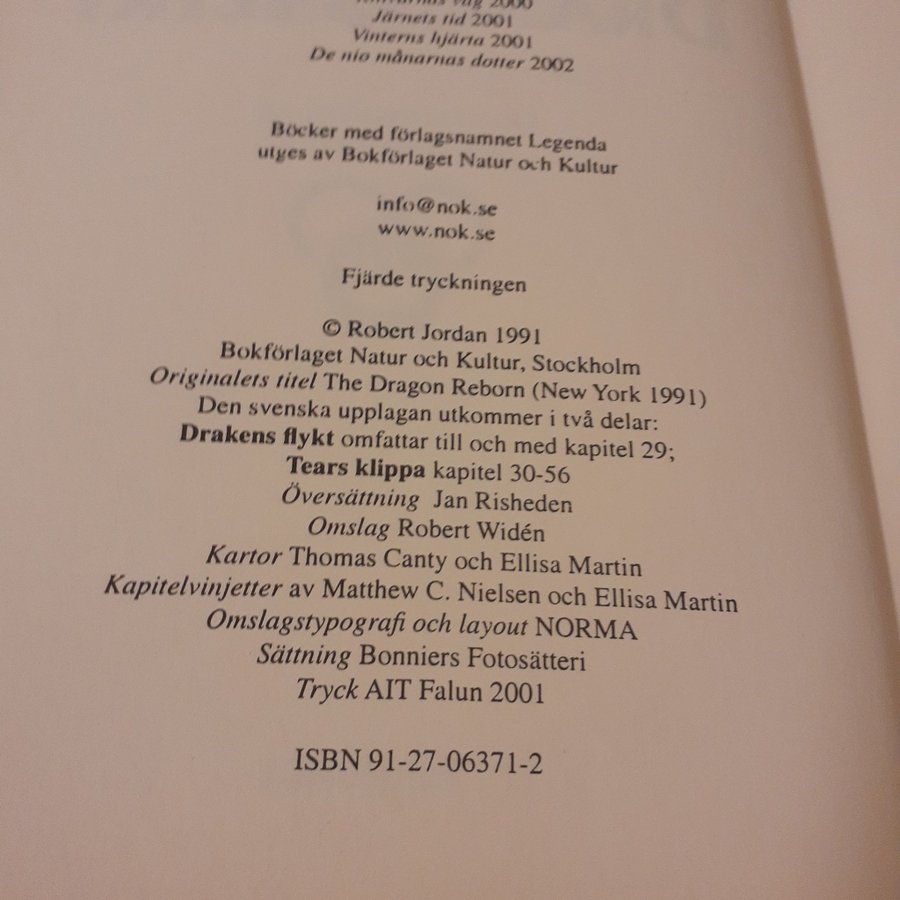 väg 2000
Järnets tid 2001
Vinterns hjärta 2001
De nio månarnas dotter 2002
Böcker med förlagsnamnet Legenda
utges av Bokförlaget Natur och Kultur
info@nok.se
www.nok.se
Fjärde tryckningen
© Robert Jordan 1991
Bokförlaget Natur och Kultur, Stockholm
Originalets titel The Dragon Reborn (New York 1991)
Den svenska upplagan utkommer i två delar:
Drakens flykt omfattar till och med kapitel 29;
Tears klippa kapitel 30-56
Översättning Jan Risheden
Omslag Robert Widén
Kartor Thomas Canty och Ellisa Martin
Kapitelvinjetter av Matthew C. Nielsen och Ellisa Martin
Omslagstypografi och layout NORMA
Sättning Bonniers Fotosätteri
Tryck AIT Falun 2001
ISBN 91-27-06371-2